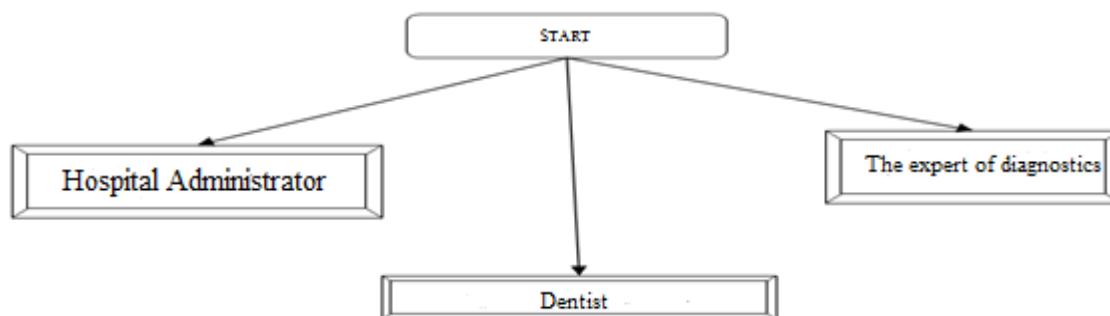 START
Hospital Administrator
The expert of diagnostics
Dentist